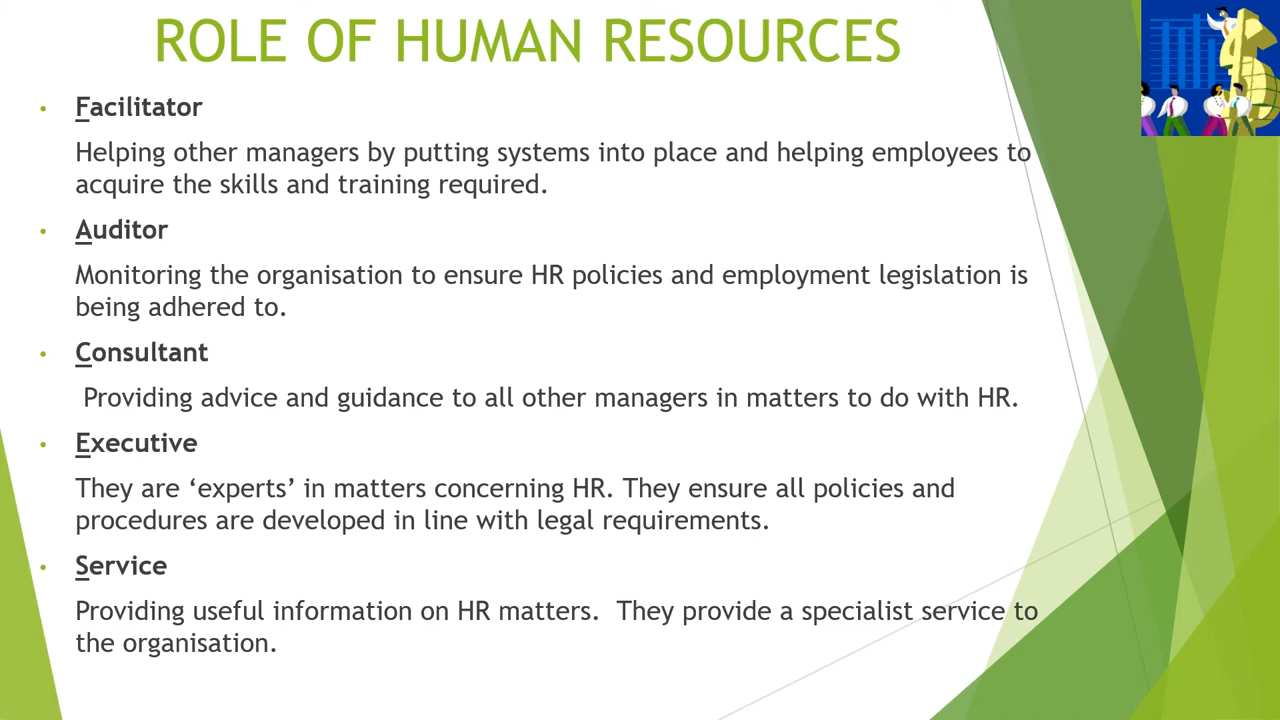 ROLE OF HUMAN RESOURCES
• Facilitator
Helping other managers by putting systems into place and helping employees to
acquire the skills and training required.
• Auditor
Monitoring the organisation to ensure HR policies and employment legislation is
being adhered to.
• Consultant
Providing advice and guidance to all other managers in matters to do with HR.
• Executive
They are ‘experts’ in matters concerning HR. They ensure all policies and
procedures are developed in line with legal requirements.
• Service
Providing useful information on HR matters.  They provide a specialist service to
the organisation.